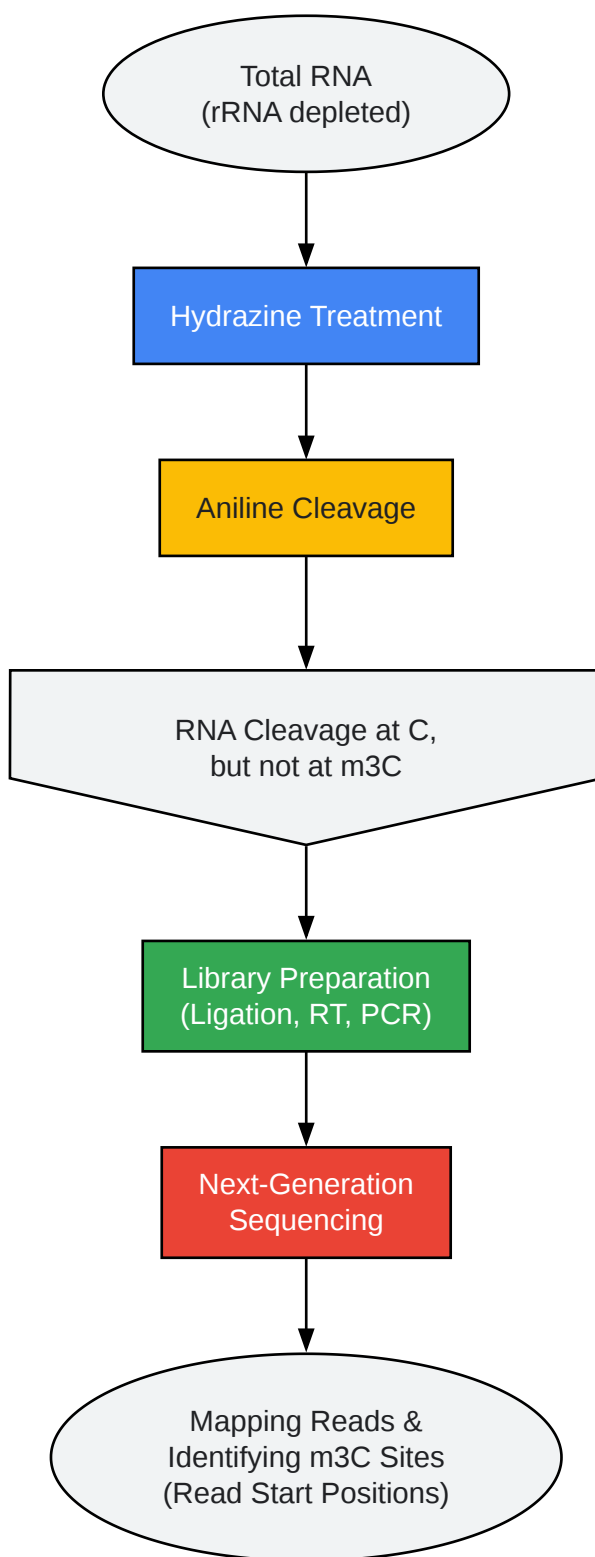 Total RNA
(rRNA depleted)
Hydrazine Treatment
Aniline Cleavage
RNA Cleavage at C,
but not at m3C
Library Preparation
(Ligation, RT, PCR)
Next-Generation
Sequencing
Mapping Reads &
Identifying m3C Sites
(Read Start Positions)